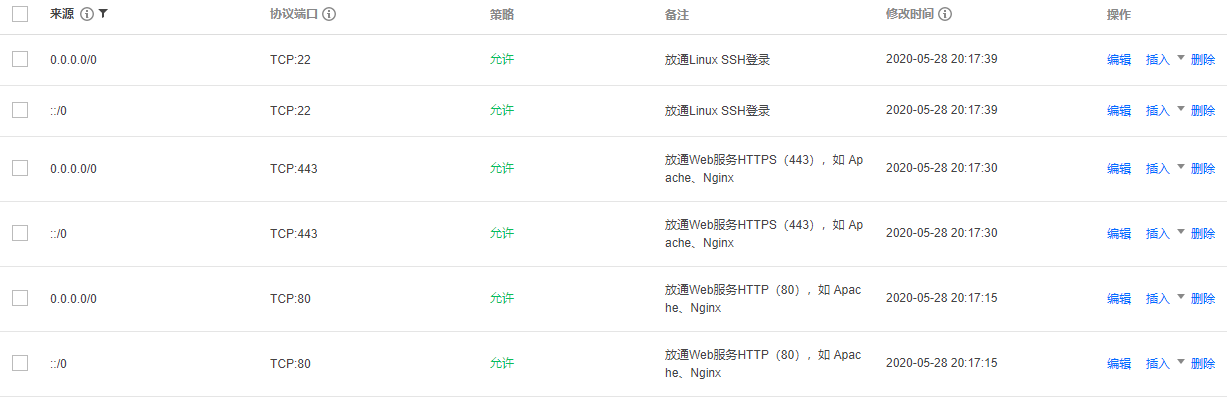 来源 协议端口 策略 备注 修改时间 操作
0.0.0.0/0 TCP:22 允许 放通Linux SSH登录 2020-05-28 20:17:39 编辑 插入 删除
::/0 TCP:22 允许 放通Linux SSH登录 2020-05-28 20:17:39 编辑 插入 删除
0.0.0.0/0 TCP:443 允许 放通Web服务HTTPS（443），如 Ap 2020-05-28 20:17:30 编辑 插入 删除
ache、Nginx
::/0 TCP:443 允许 放通Web服务HTTPS（443），如 Ap 2020-05-28 20:17:30 编辑 插入 删除
ache、Nginx
0.0.0.0/0 TCP:80 允许 放通Web服务HTTP（80），如 Apac 2020-05-28 20:17:15 编辑 插入 删除
he、Nginx
::/0 TCP:80 允许 放通Web服务HTTP（80），如 Apac 2020-05-28 20:17:15 编辑 插入 删除
he、Nginx